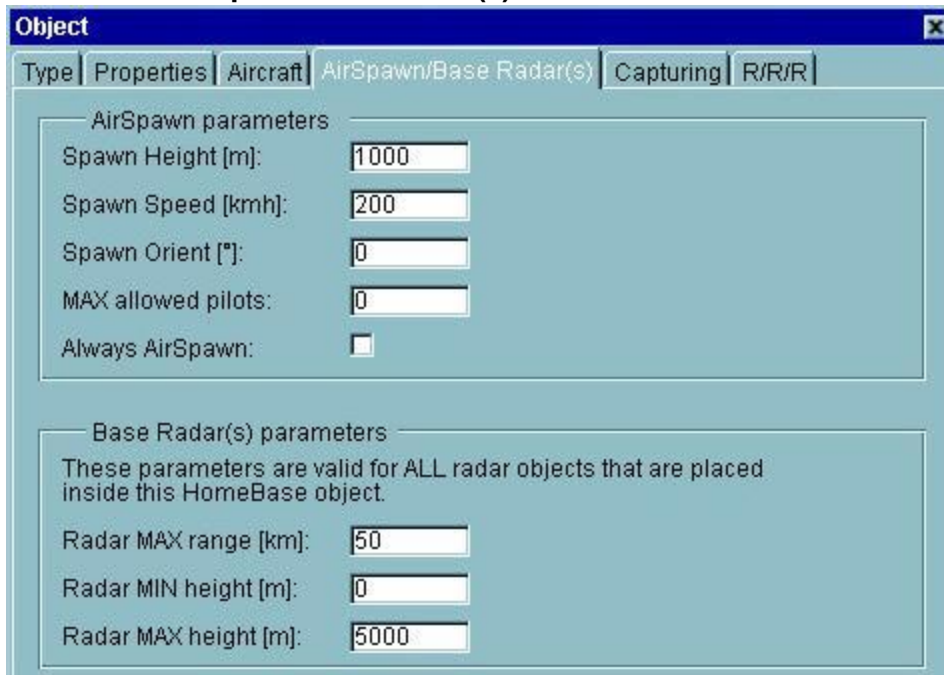 Object
Type Properties Aircraft AirSpawn/Base Radar(s) Capturing R/R/R
AirSpawn parameters
Spawn Height [m]: 1000
Spawn Speed [kmh]: 200
Spawn Orient [°]: 0
MAX allowed pilots: 0
Always AirSpawn:
Base Radar(s) parameters
These parameters are valid for ALL radar objects that are placed
inside this HomeBase object.
Radar MAX range [km]: 50
Radar MIN height [m]: 0
Radar MAX height [m]: 5000